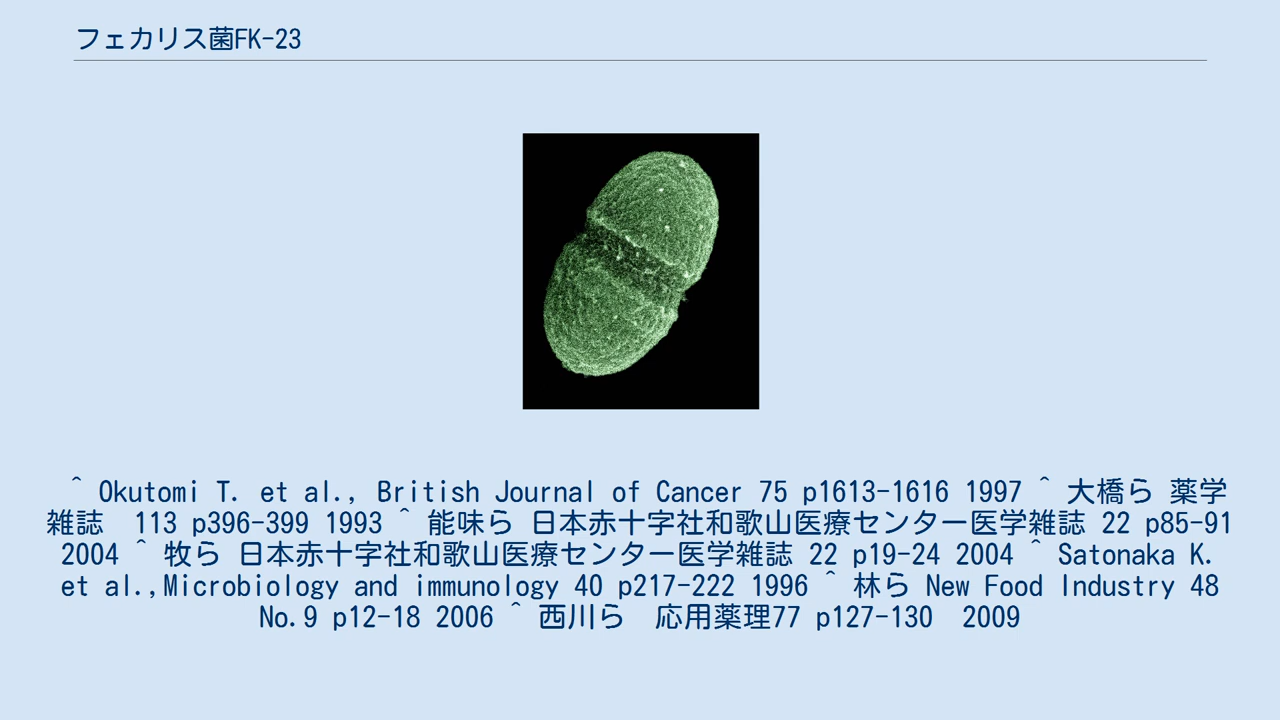 フェカリス菌FK-23
^ Okutomi T. et al., British Journal of Cancer 75 p1613-1616 1997 ^ 大橋ら 薬学
雑誌　113 p396-399 1993 ^ 能味ら 日本赤十字社和歌山医療センター医学雑誌 22 p85-91
2004 ^ 牧ら 日本赤十字社和歌山医療センター医学雑誌 22 p19-24 2004 ^ Satonaka K.
et al.,Microbiology and immunology 40 p217-222 1996 ^ 林ら New Food Industry 48
No.9 p12-18 2006 ^ 西川ら　応用薬理77 p127-130　2009